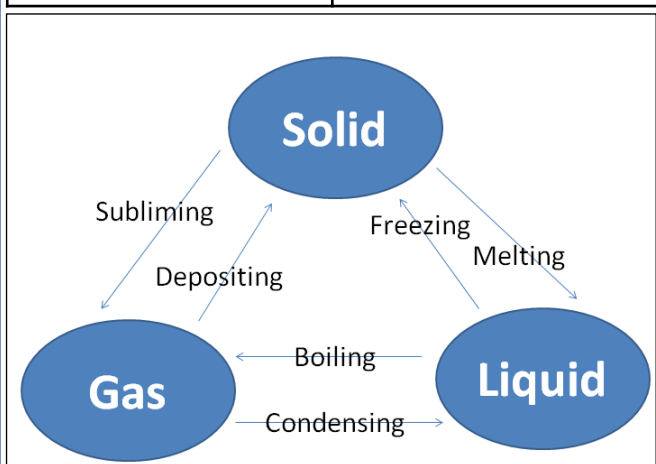 Solid
Subliming
Freezing
Melting
Depositing
Boiling
Gas
Liquid
Condensing